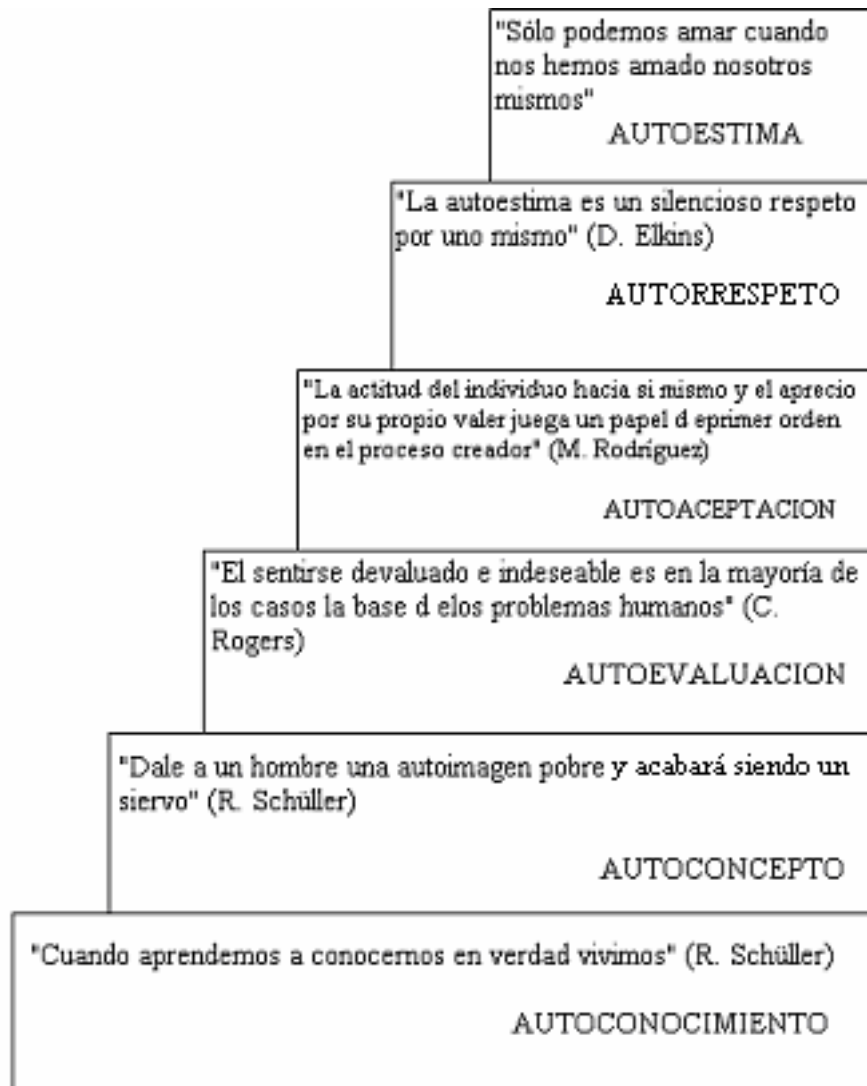 "Sólo podemos amar cuando
nos hemos amado nosotros
mismos"
AUTOESTIMA
"La autoestima es un silencioso respeto
por uno mismo" (D. Elkins)
AUTORRESPETO
"La actitud del individuo hacia si mismo y el aprecio
por su propio valer juega un papel d eprimer orden
en el proceso creador" (M. Rodríguez)
AUTOACEPTACION
"El sentirse devaluado e indeseable es en la mayoría de
los casos la base d elos problemas humanos" (C.
Rogers)
AUTOEVALUACION
"Dale a un hombre una autoimagen pobre y acabará siendo un
siervo" (R. Schüller)
AUTOCONCEPTO
"Cuando aprendemos a conocernos en verdad vivimos" (R. Schüller)
AUTOCONOCIMIENTO